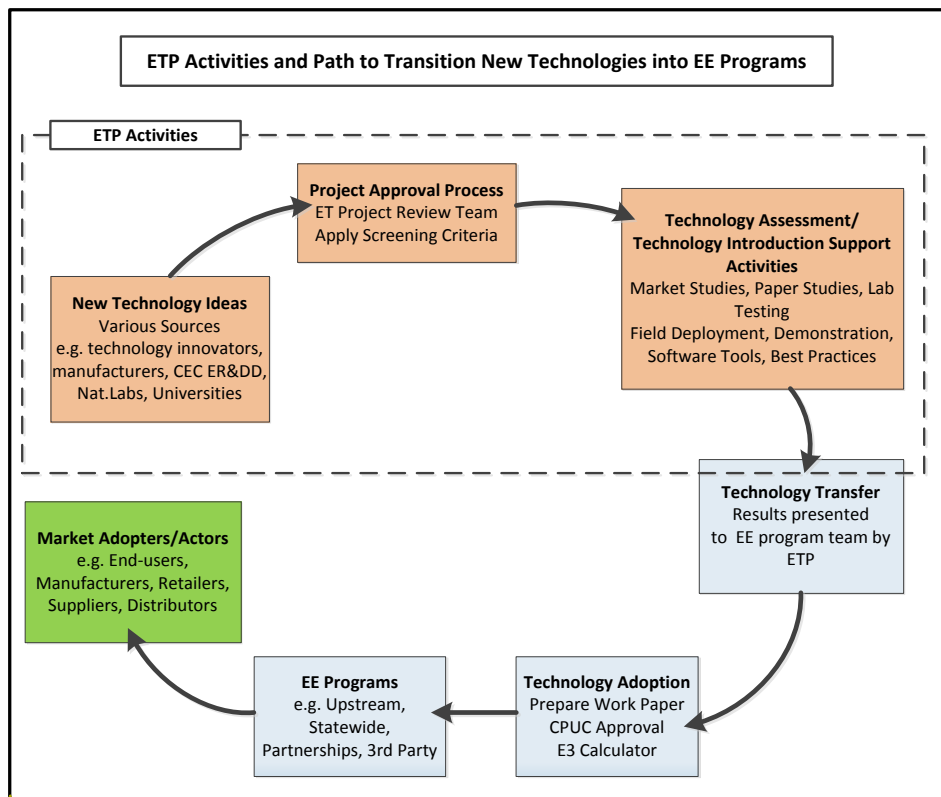 ETP Activities and Path to Transition New Technologies into EE Programs
ETP Activities
Project Approval Process
ET Project Review Team
Apply Screening Criteria
Technology Assessment/
Technology Introduction Support
Activities
Market Studies, Paper Studies, Lab
Testing
Field Deployment, Demonstration,
Software Tools, Best Practices
New Technology Ideas
Various Sources
e.g. technology innovators,
manufacturers, CEC ER&DD,
Nat.Labs, Universities
Technology Transfer
Results presented
to EE program team by
ETP
Market Adopters/Actors
e.g. End-users,
Manufacturers, Retailers,
Suppliers, Distributors
EE Programs
e.g. Upstream,
Statewide,
Partnerships, 3rd Party
Technology Adoption
Prepare Work Paper
CPUC Approval
E3 Calculator